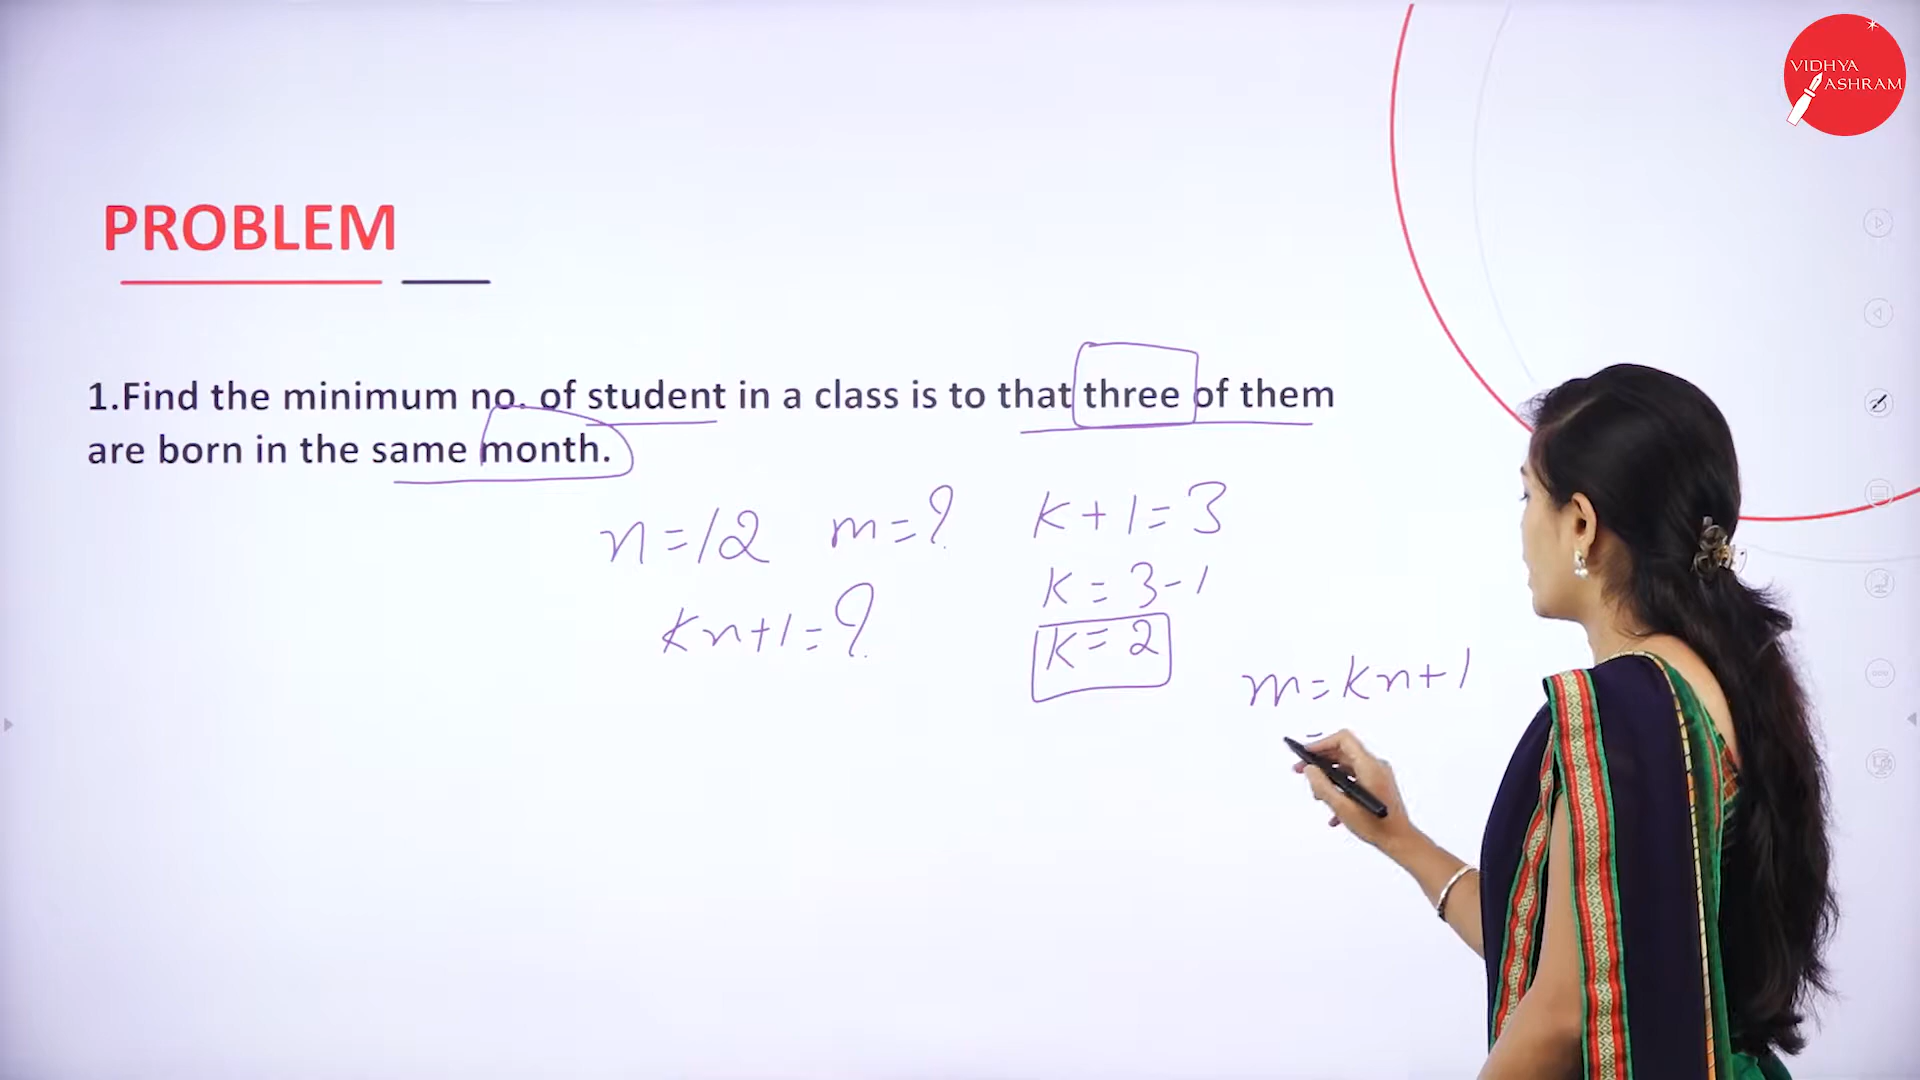 VIDHYA
ASHRAM
PROBLEM
1.Find the minimum no. of student in a class is to that three of them
are born in the same month.
n=12 m=? k+1=3
k=3-1
kn+1=? k=2
m=kn+1
=